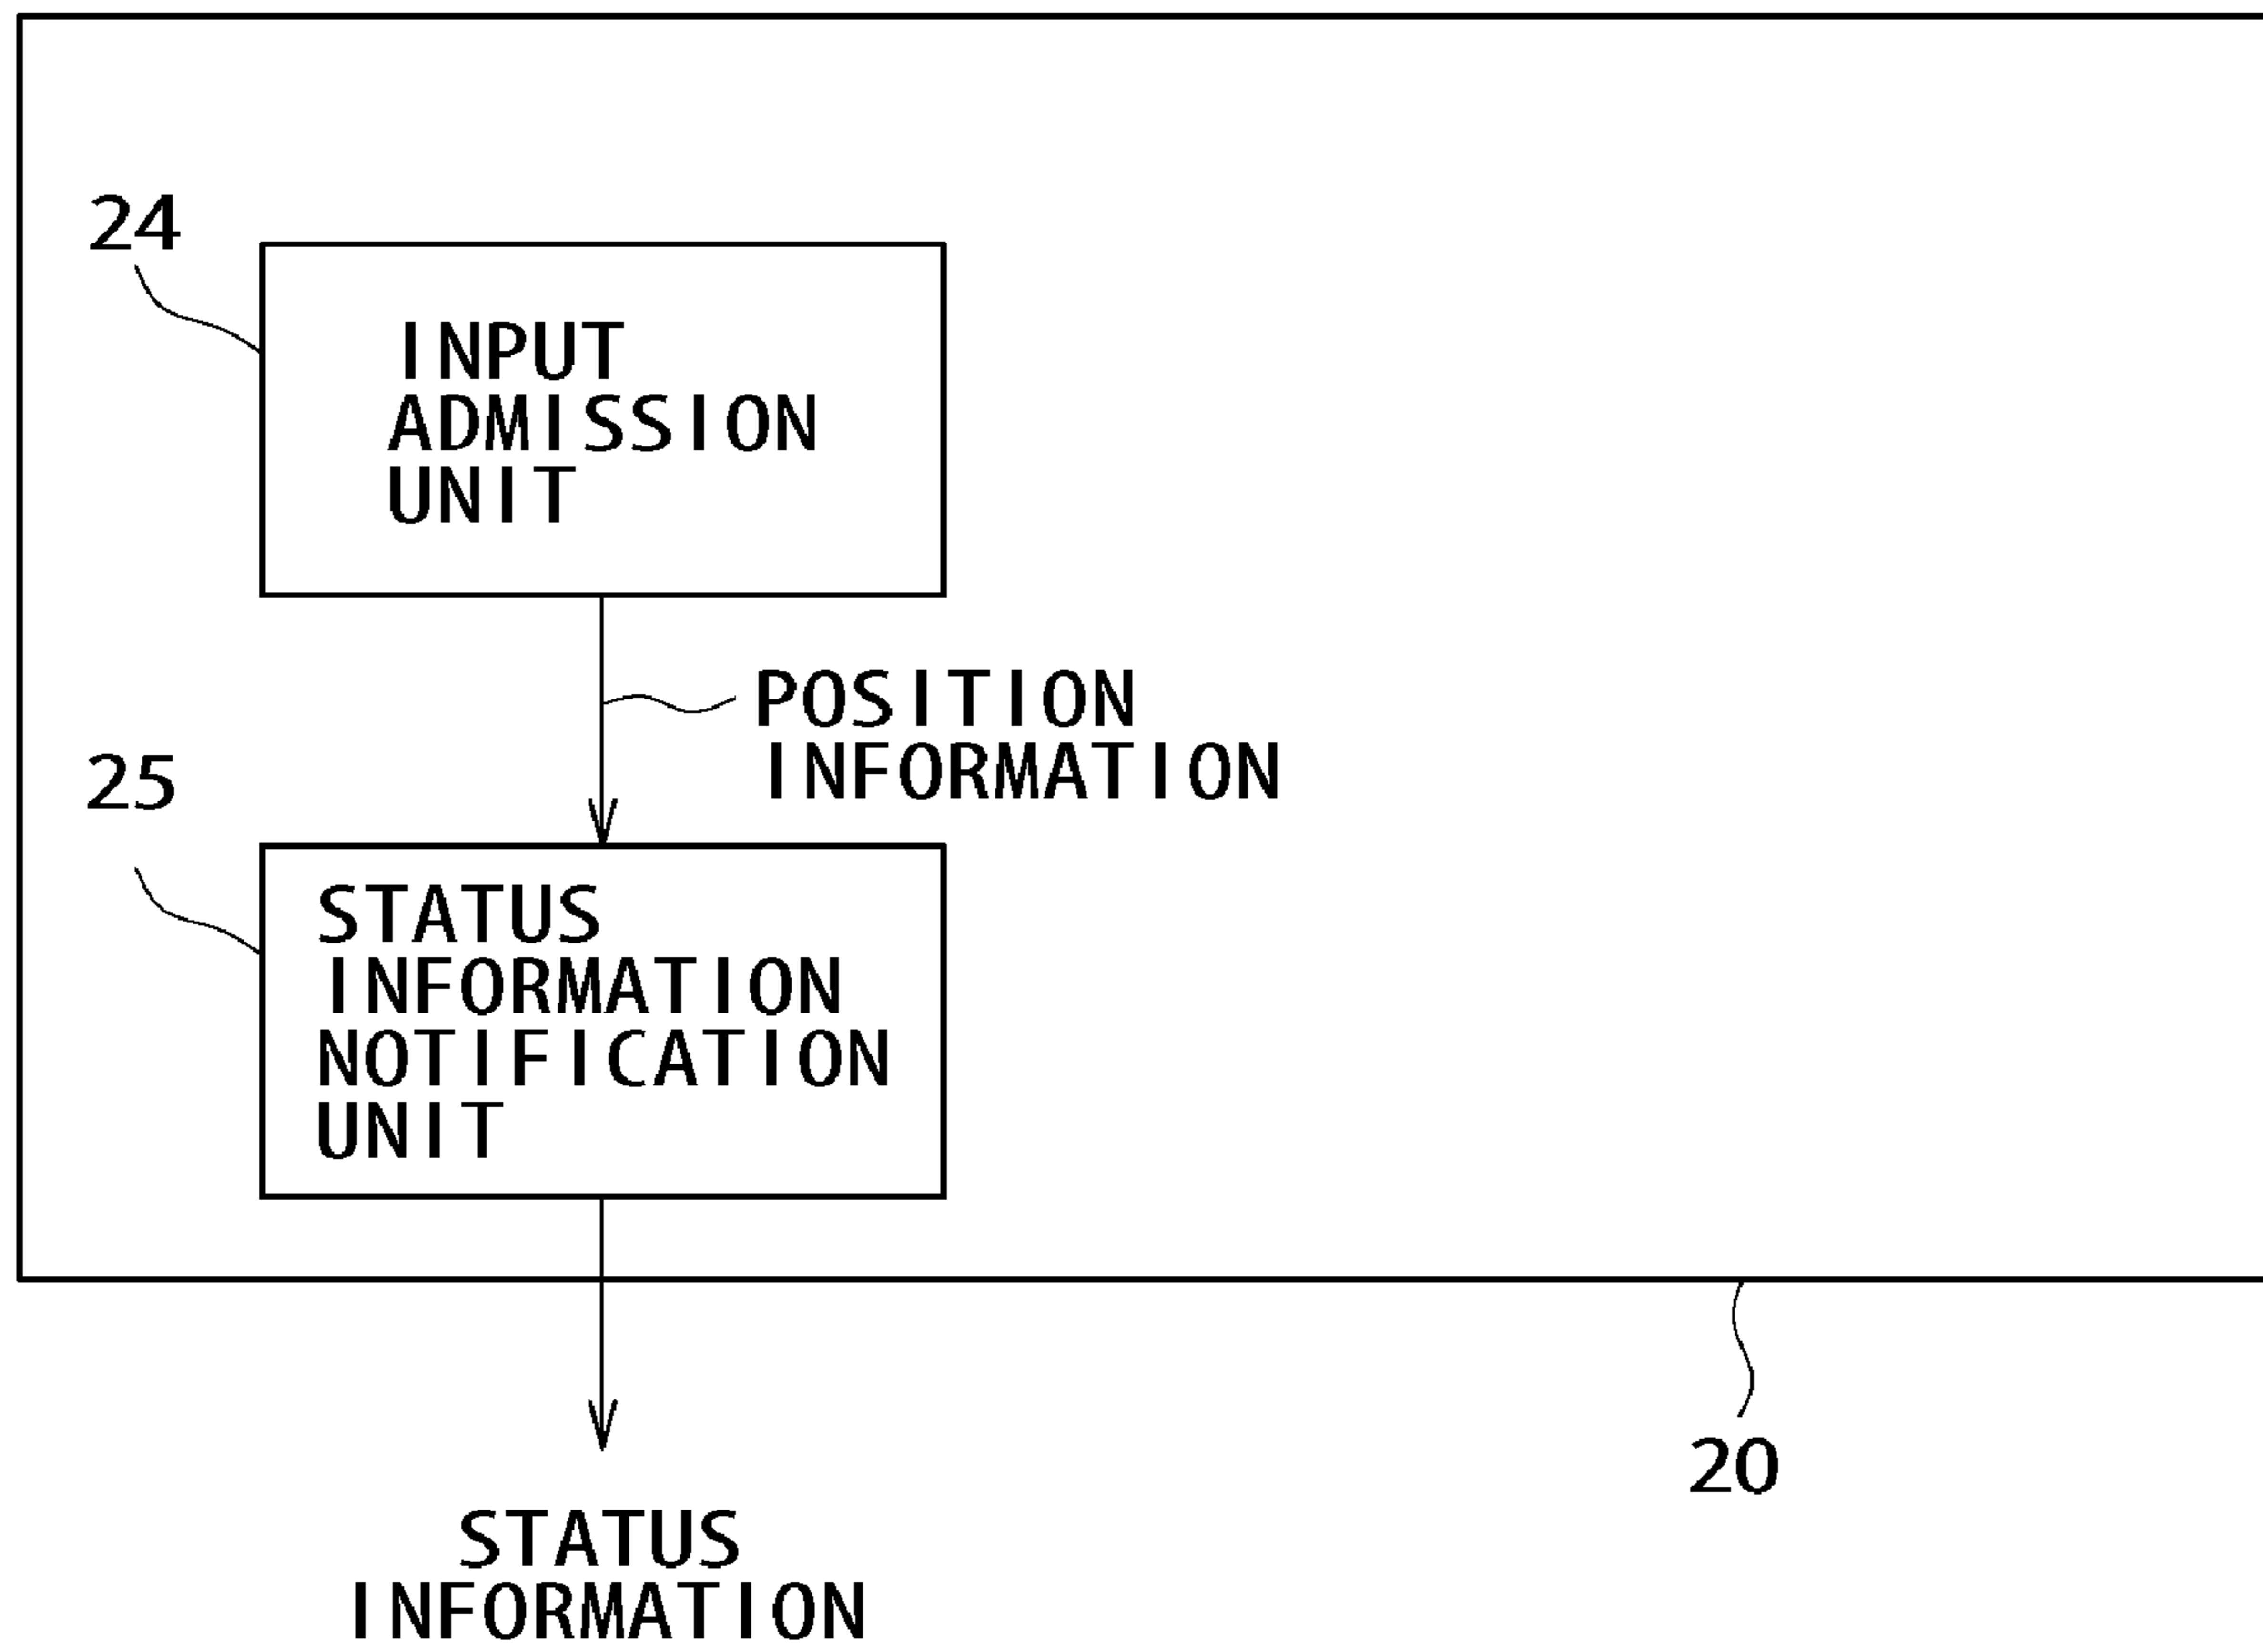 24
INPUT
ADMISSION
UNIT
POSITION
INFORMATION
25
STATUS
INFORMATION
NOTIFICATION
UNIT
20
STATUS
INFORMATION